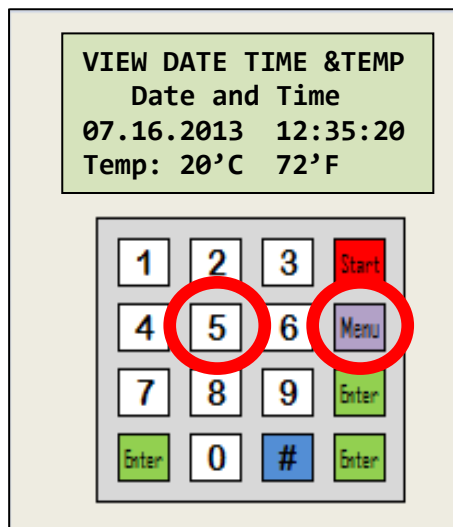 VIEW DATE TIME &TEMP
Date and Time
07.16.2013 12:35:20
Temp: 20’C 72’F
1 2 3 Start
4 5 6 Menu
7 8 9 Enter
Enter 0 # Enter